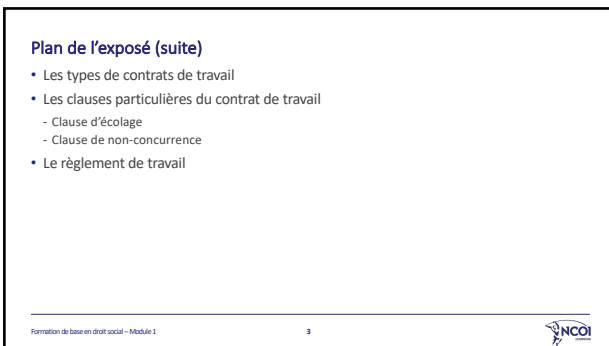 Plan de l'exposé (suite)
• Les types de contrats de travail
• Les clauses particulières du contrat de travail
- Clause d'écolage
- Clause de non-concurrence
• Le règlement de travail
Formation de base en droit social – Module 1
3
NCOI
LEARNING